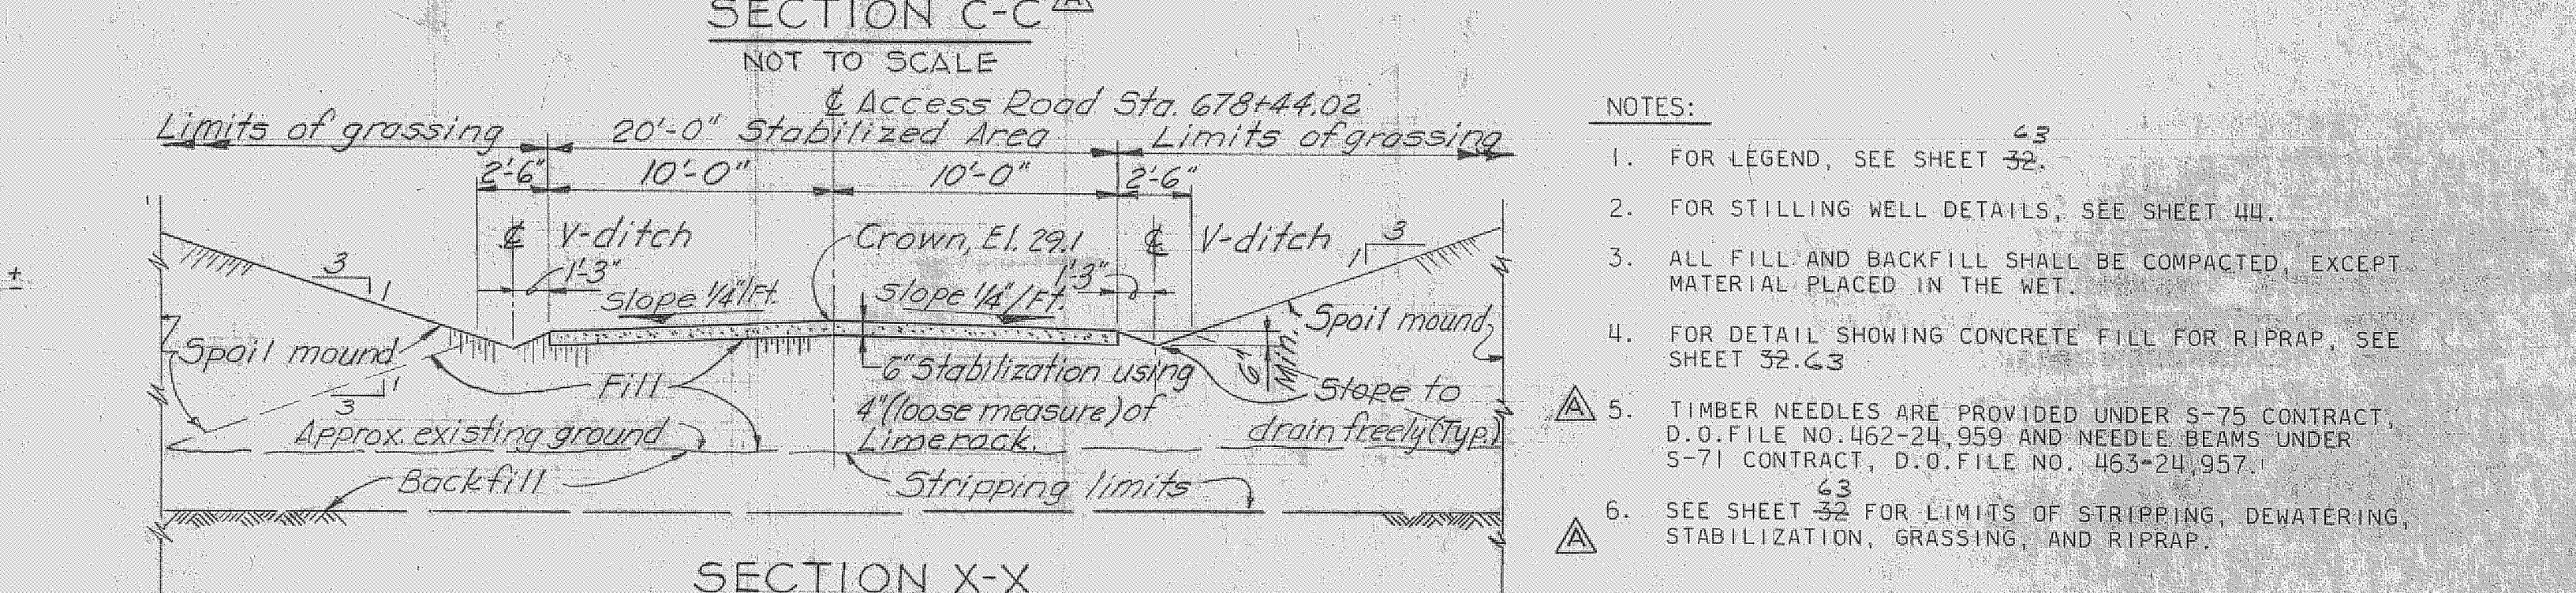 SECTION C-C A
NOT TO SCALE
℄ Access Road Sta. 678+44.02
Limits of grassing 20'-0" Stabilized Area Limits of grassing
2'-6" 10'-0" 10'-0" 2'-6"
℄ V-ditch Crown, El. 29.1 ℄ V-ditch
3 1 3 1
1'-3" 1'-3"
slope 1/4"/Ft. slope 1/4"/Ft.
±
Spoil mound Spoil mound
Fill
6" Min.
3 1
6" Stabilization using
4" (loose measure) of
Limerock.
Slope to
drain freely (Typ.)
Approx. existing ground
Backfill
Stripping limits
SECTION X-X
NOTES:
1. FOR LEGEND, SEE SHEET 32. 63
2. FOR STILLING WELL DETAILS, SEE SHEET 44.
3. ALL FILL AND BACKFILL SHALL BE COMPACTED, EXCEPT
MATERIAL PLACED IN THE WET.
4. FOR DETAIL SHOWING CONCRETE FILL FOR RIPRAP, SEE
SHEET 32. 63
A 5. TIMBER NEEDLES ARE PROVIDED UNDER S-75 CONTRACT,
D.O.FILE NO.462-24,959 AND NEEDLE BEAMS UNDER
S-71 CONTRACT, D.O.FILE NO. 463-24,957.
63
6. SEE SHEET 32 FOR LIMITS OF STRIPPING, DEWATERING,
A STABILIZATION, GRASSING, AND RIPRAP.